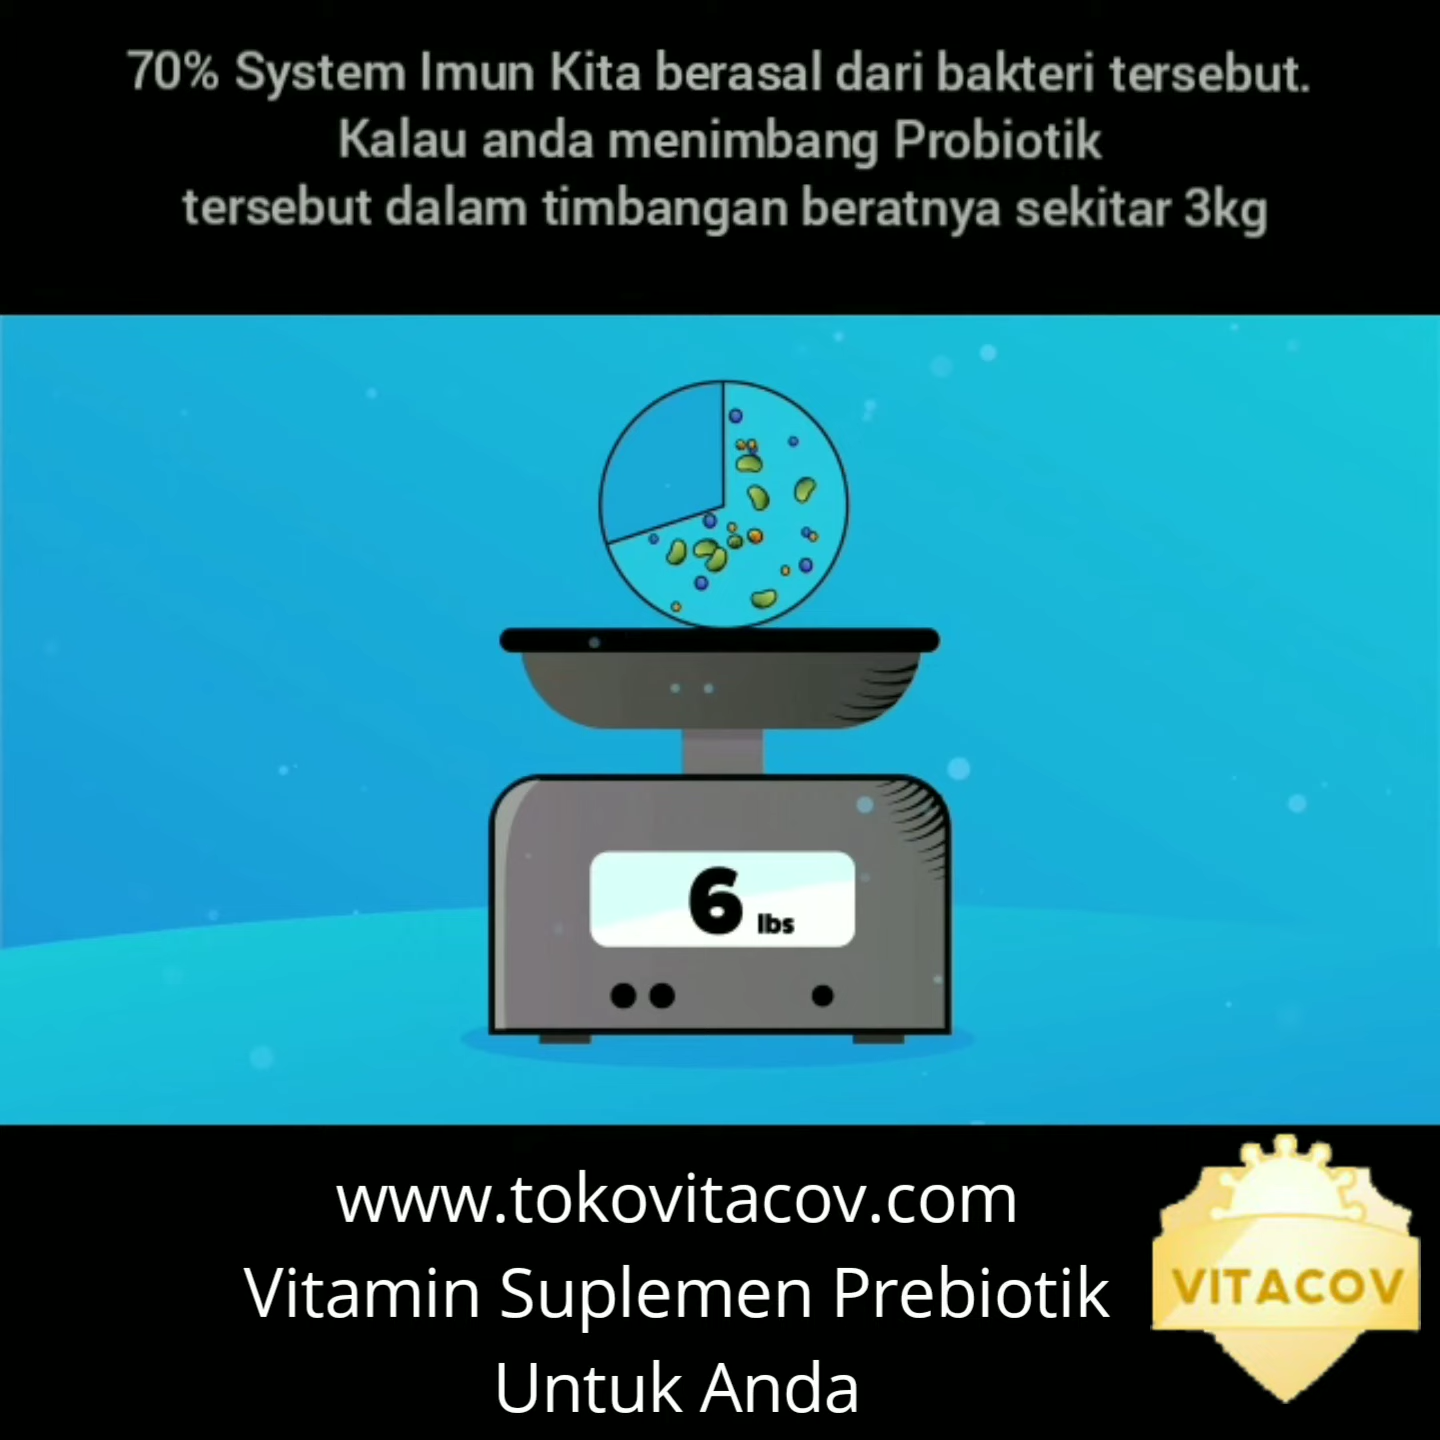 70% System Imun Kita berasal dari bakteri tersebut.
Kalau anda menimbang Probiotik
tersebut dalam timbangan beratnya sekitar 3kg
6 lbs
www.tokovitacov.com
Vitamin Suplemen Prebiotik
Untuk Anda
VITACOV